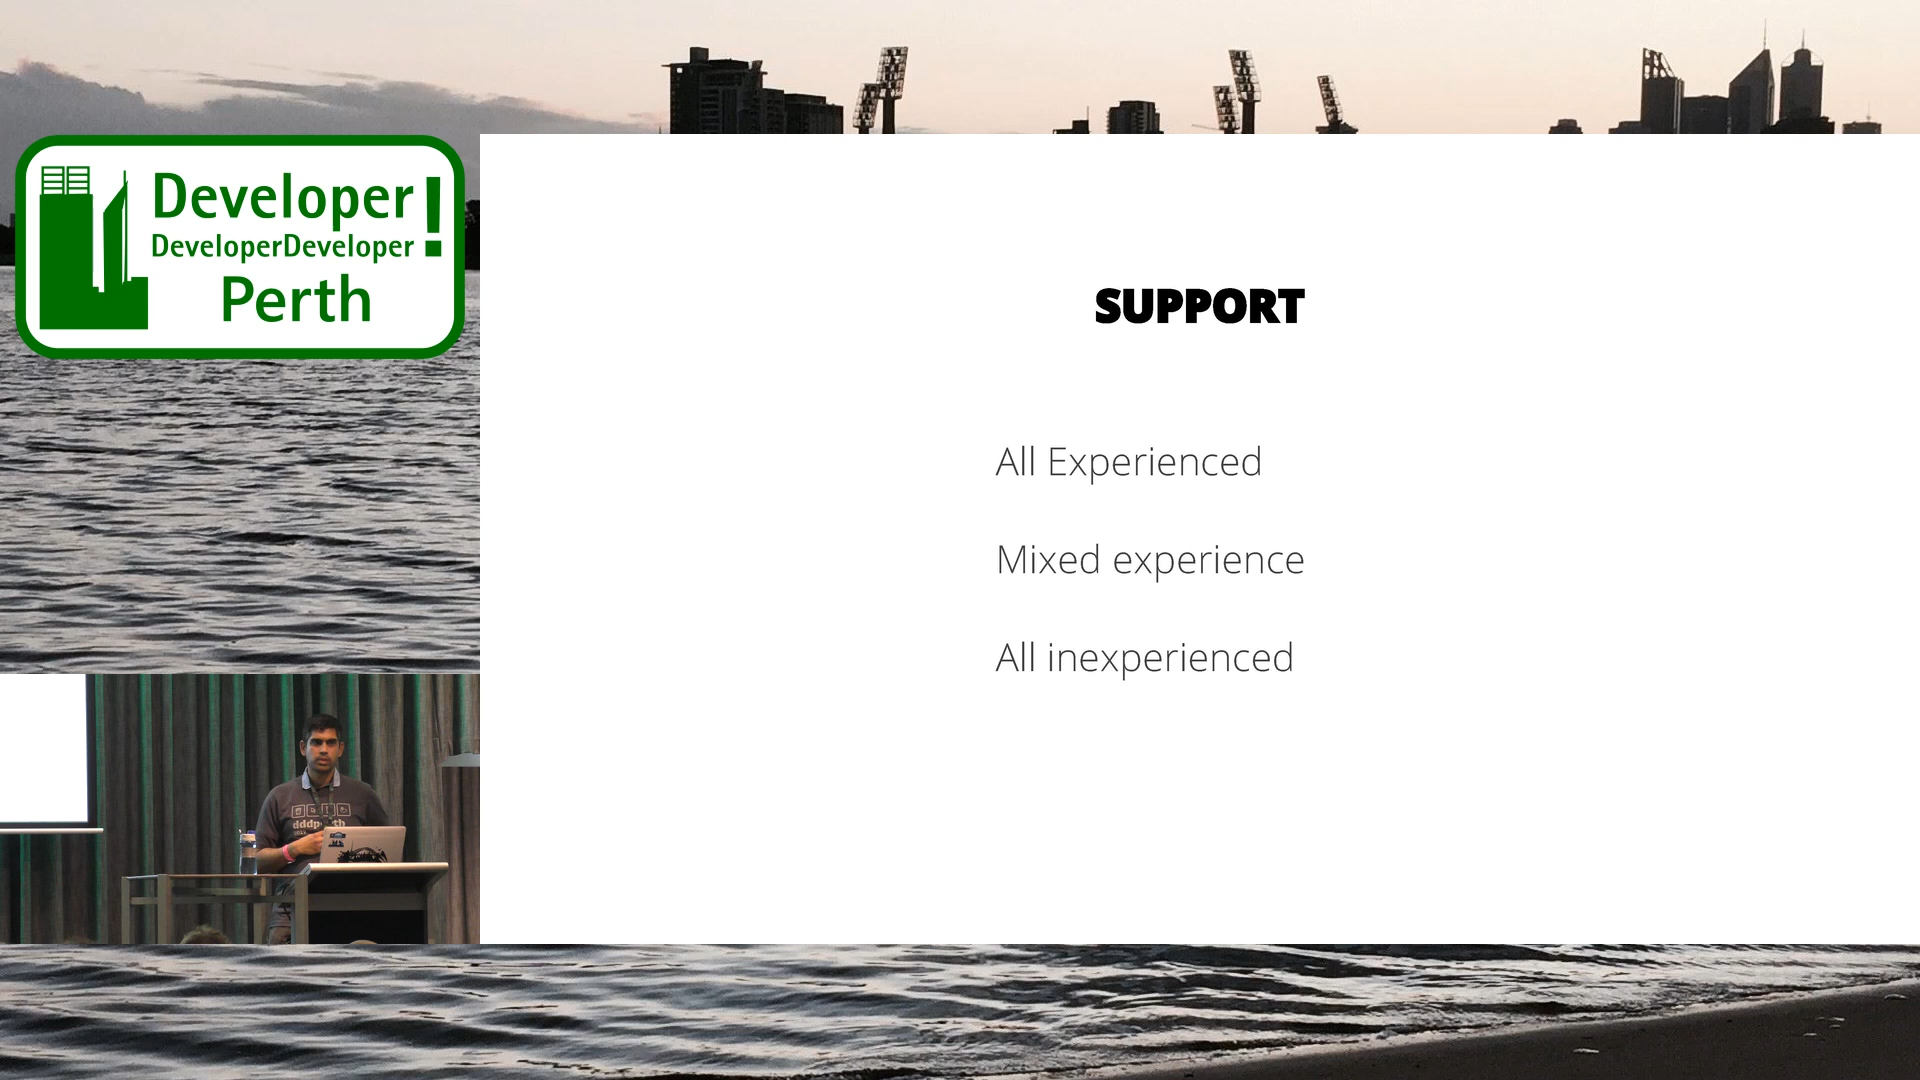 Developer!
DeveloperDeveloper
Perth
SUPPORT
All Experienced
Mixed experience
All inexperienced